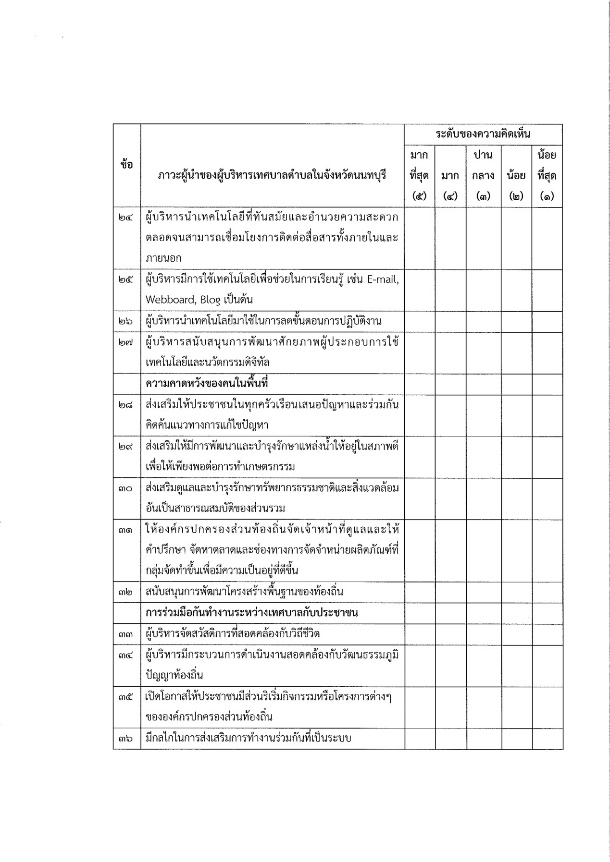 ข้อ
ภาวะผู้นำของผู้บริหารเทศบาลตำบลในจังหวัดนนทบุรี
ระดับของความคิดเห็น
มาก
ที่สุด
(๕)
มาก
(๔)
ปาน
กลาง
(๓)
น้อย
(๒)
น้อย
ที่สุด
(๑)
๒๔ ผู้บริหารนำเทคโนโลยีที่ทันสมัยและอำนวยความสะดวก
ตลอดจนสามารถเชื่อมโยงการติดต่อสื่อสารทั้งภายในและ
ภายนอก
๒๕ ผู้บริหารมีการใช้เทคโนโลยีเพื่อช่วยในการเรียนรู้ เช่น E-mail,
Webboard, Blog เป็นต้น
๒๖ ผู้บริหารนำเทคโนโลยีมาใช้ในการลดขั้นตอนการปฏิบัติงาน
๒๗ ผู้บริหารสนับสนุนการพัฒนาศักยภาพผู้ประกอบการใช้
เทคโนโลยีและนวัตกรรมดิจิทัล
ความคาดหวังของคนในพื้นที่
๒๘ ส่งเสริมให้ประชาชนในทุกครัวเรือนเสนอปัญหาและร่วมกัน
คิดค้นแนวทางการแก้ไขปัญหา
๒๙ ส่งเสริมให้มีการพัฒนาและบำรุงรักษาแหล่งน้ำให้อยู่ในสภาพดี
เพื่อให้เพียงพอต่อการทำเกษตรกรรม
๓๐ ส่งเสริมดูแลและบำรุงรักษาทรัพยากรธรรมชาติและสิ่งแวดล้อม
อันเป็นสาธารณสมบัติของส่วนรวม
๓๑ ให้องค์กรปกครองส่วนท้องถิ่นจัดเจ้าหน้าที่ดูแลและให้
คำปรึกษา จัดหาตลาดและช่องทางการจัดจำหน่ายผลิตภัณฑ์ที่
กลุ่มจัดทำขึ้นเพื่อมีความเป็นอยู่ที่ดีขึ้น
๓๒ สนับสนุนการพัฒนาโครงสร้างพื้นฐานของท้องถิ่น
การร่วมมือกันทำงานระหว่างเทศบาลกับประชาชน
๓๓ ผู้บริหารจัดสวัสดิการที่สอดคล้องกับวิถีชีวิต
๓๔ ผู้บริหารมีกระบวนการดำเนินงานสอดคล้องกับวัฒนธรรมภูมิ
ปัญญาท้องถิ่น
๓๕ เปิดโอกาสให้ประชาชนมีส่วนริเริ่มกิจกรรมหรือโครงการต่างๆ
ขององค์กรปกครองส่วนท้องถิ่น
๓๖ มีกลไกในการส่งเสริมการทำงานร่วมกันที่เป็นระบบ